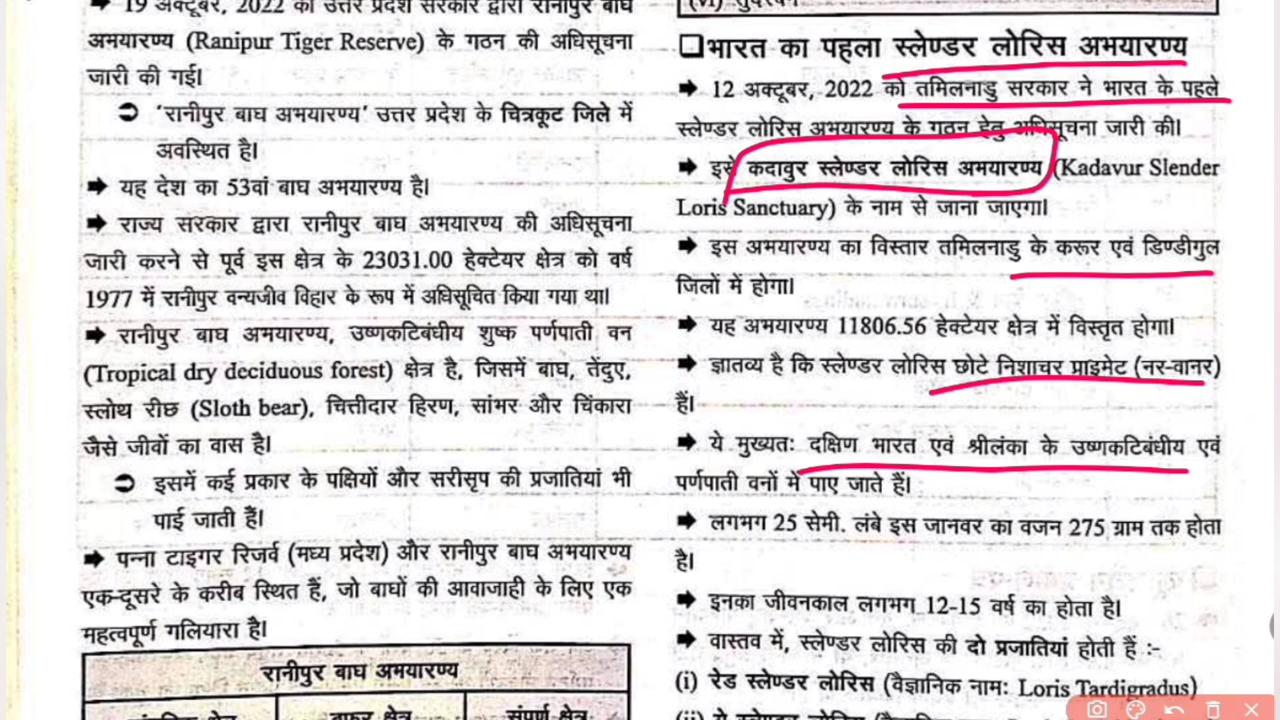 ➡ 19 अक्टूबर, 2022 को उत्तर प्रदेश सरकार द्वारा रानीपुर बाघ
अभयारण्य (Ranipur Tiger Reserve) के गठन की अधिसूचना
जारी की गई।
➲ 'रानीपुर बाघ अभयारण्य' उत्तर प्रदेश के चित्रकूट जिले में
अवस्थित है।
➡ यह देश का 53वां बाघ अभयारण्य है।
➡ राज्य सरकार द्वारा रानीपुर बाघ अभयारण्य की अधिसूचना
जारी करने से पूर्व इस क्षेत्र के 23031.00 हेक्टेयर क्षेत्र को वर्ष
1977 में रानीपुर वन्यजीव विहार के रूप में अधिसूचित किया गया था।
➡ रानीपुर बाघ अभयारण्य, उष्णकटिबंधीय शुष्क पर्णपाती वन
(Tropical dry deciduous forest) क्षेत्र है, जिसमें बाघ, तेंदुए,
स्लोथ रीछ (Sloth bear), चित्तीदार हिरण, सांभर और चिंकारा
जैसे जीवों का वास है।
➲ इसमें कई प्रकार के पक्षियों और सरीसृप की प्रजातियां भी
पाई जाती हैं।
➡ पन्ना टाइगर रिजर्व (मध्य प्रदेश) और रानीपुर बाघ अभयारण्य
एक-दूसरे के करीब स्थित हैं, जो बाघों की आवाजाही के लिए एक
महत्वपूर्ण गलियारा है।
रानीपुर बाघ अभयारण्य
बफर क्षेत्र संपूर्ण क्षेत्र
(vi) सुंदरबन
❑भारत का पहला स्लेण्डर लोरिस अभयारण्य
➡ 12 अक्टूबर, 2022 को तमिलनाडु सरकार ने भारत के पहले
स्लेण्डर लोरिस अभयारण्य के गठन हेतु अधिसूचना जारी की।
➡ इसे कदावुर स्लेण्डर लोरिस अभयारण्य (Kadavur Slender
Loris Sanctuary) के नाम से जाना जाएगा।
➡ इस अभयारण्य का विस्तार तमिलनाडु के करूर एवं डिण्डीगुल
जिलों में होगा।
➡ यह अभयारण्य 11806.56 हेक्टेयर क्षेत्र में विस्तृत होगा।
➡ ज्ञातव्य है कि स्लेण्डर लोरिस छोटे निशाचर प्राइमेट (नर-वानर)
हैं।
➡ ये मुख्यतः दक्षिण भारत एवं श्रीलंका के उष्णकटिबंधीय एवं
पर्णपाती वनों में पाए जाते हैं।
➡ लगभग 25 सेमी. लंबे इस जानवर का वजन 275 ग्राम तक होता
है।
➡ इनका जीवनकाल लगभग 12-15 वर्ष का होता है।
➡ वास्तव में, स्लेण्डर लोरिस की दो प्रजातियां होती हैं :-
(i) रेड स्लेण्डर लोरिस (वैज्ञानिक नाम: Loris Tardigradus)